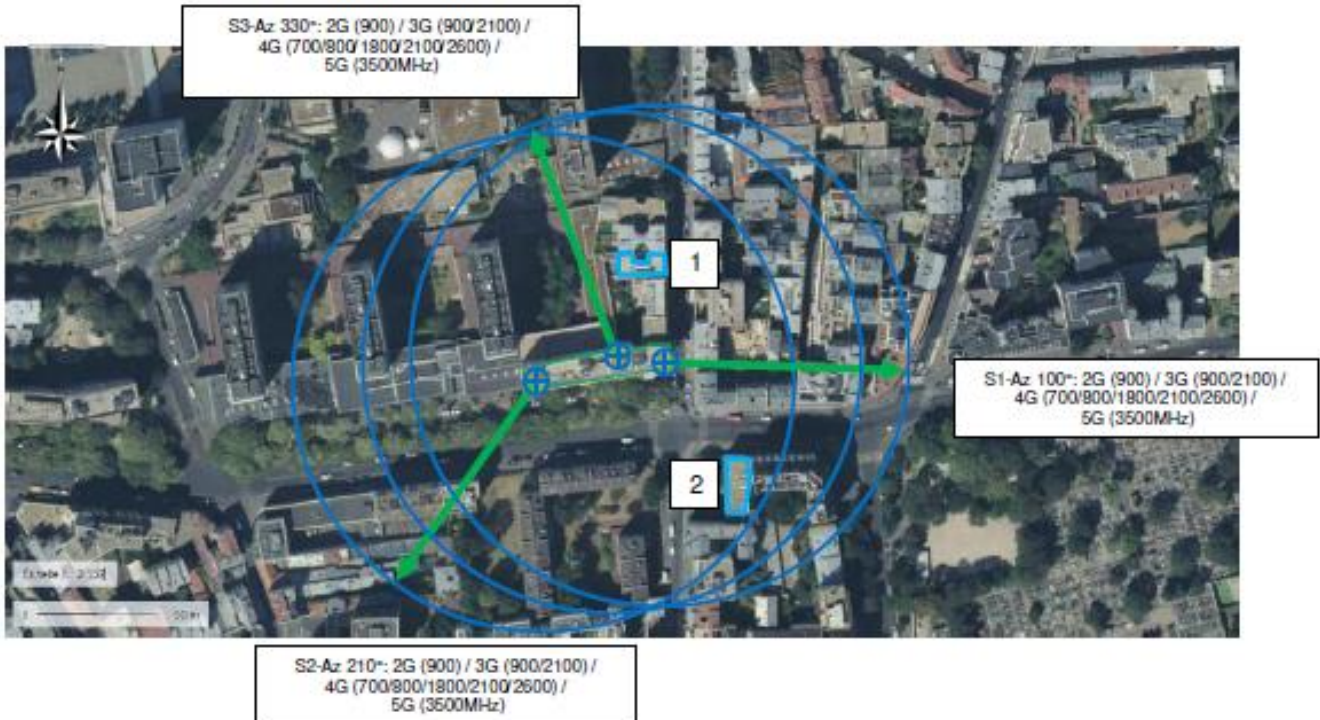 S3-Az 330°: 2G (900) / 3G (900/2100) /
4G (700/800/1800/2100/2600) /
5G (3500MHz)
1
S1-Az 100°: 2G (900) / 3G (900/2100) /
4G (700/800/1800/2100/2600) /
5G (3500MHz)
2
0
S2-Az 210°: 2G (900) / 3G (900/2100) /
4G (700/800/1800/2100/2600) /
5G (3500MHz)